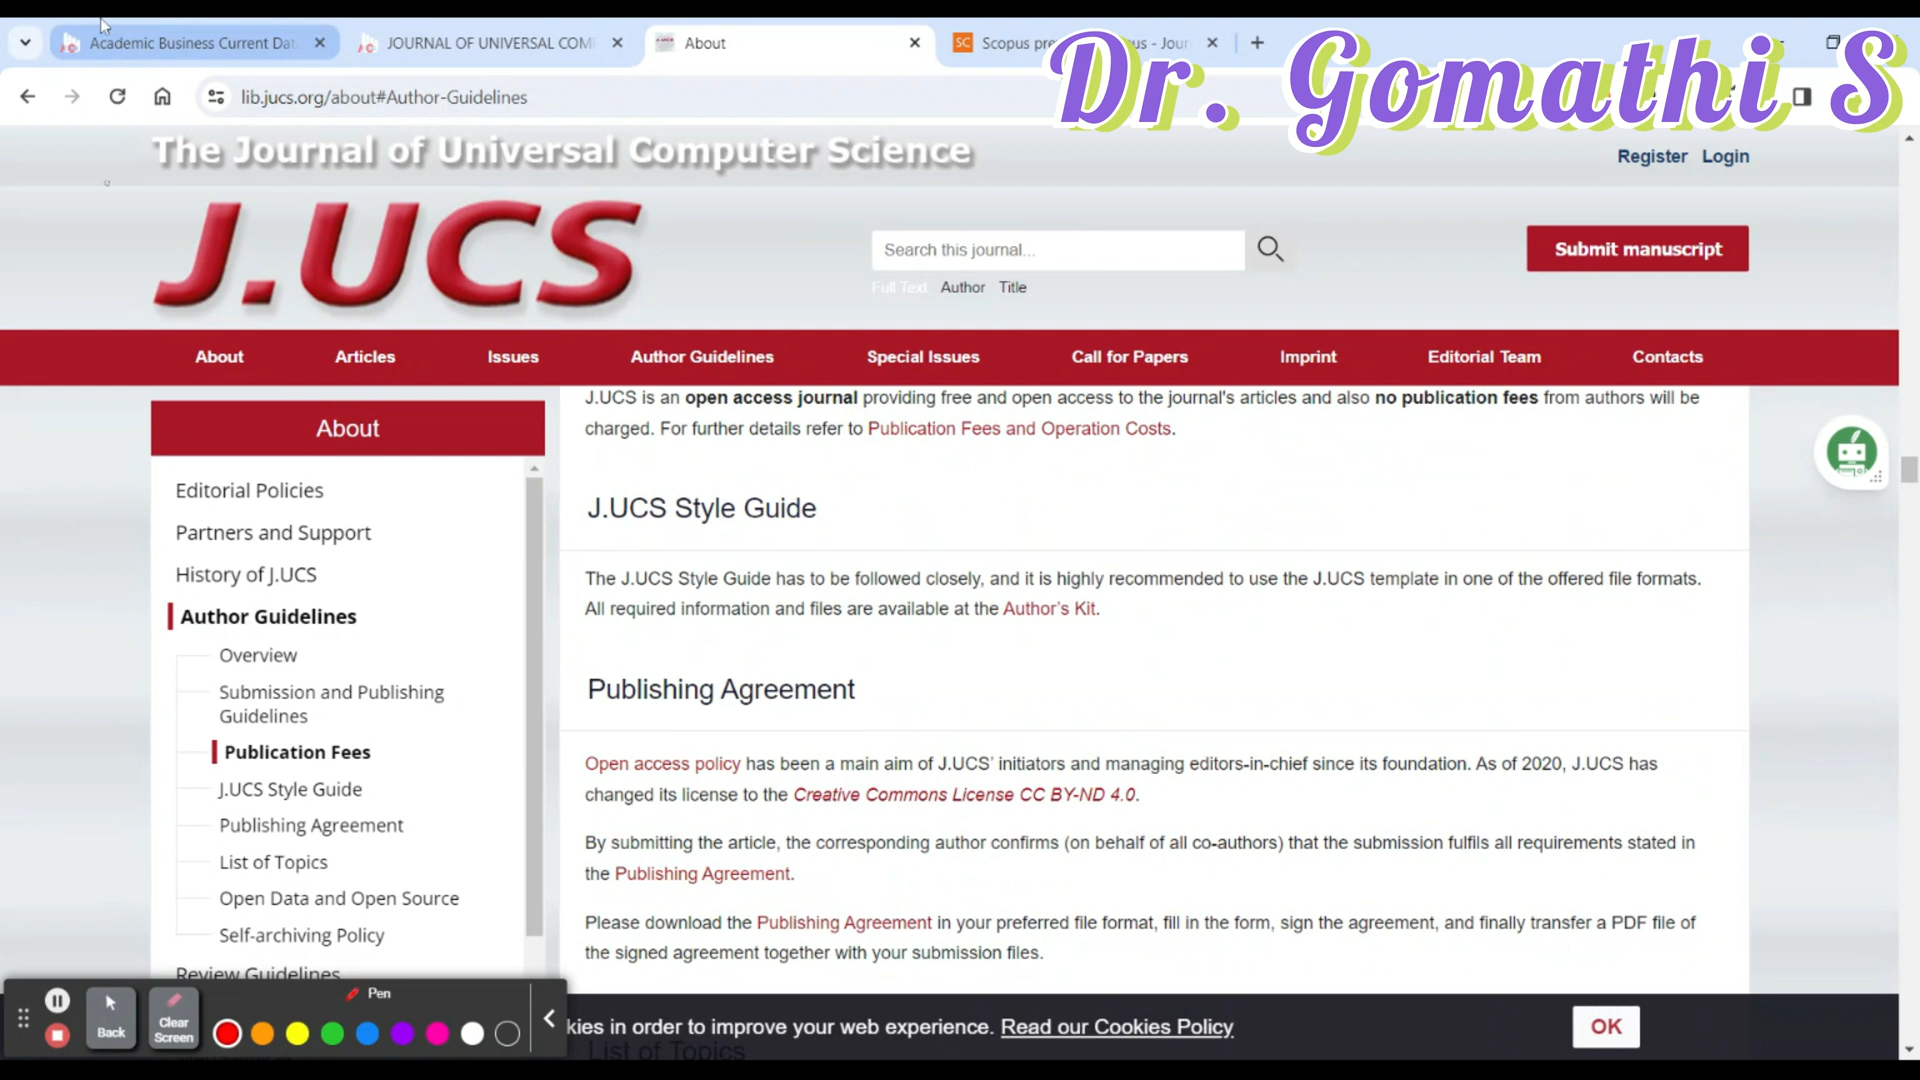 Academic Business Current Dat
JOURNAL OF UNIVERSAL COM
About
SC Scopus pre us - Jour
Dr. Gomathi S
lib.jucs.org/about#Author-Guidelines
The Journal of Universal Computer Science
Register Login
J.UCS
Search this journal...
Submit manuscript
Full Text Author Title
About Articles Issues Author Guidelines Special Issues Call for Papers Imprint Editorial Team Contacts
J.UCS is an open access journal providing free and open access to the journal's articles and also no publication fees from authors will be
charged. For further details refer to Publication Fees and Operation Costs.
About
Editorial Policies
Partners and Support
History of J.UCS
Author Guidelines
Overview
Submission and Publishing
Guidelines
Publication Fees
J.UCS Style Guide
Publishing Agreement
List of Topics
Open Data and Open Source
Self-archiving Policy
Review Guidelines
J.UCS Style Guide
The J.UCS Style Guide has to be followed closely, and it is highly recommended to use the J.UCS template in one of the offered file formats.
All required information and files are available at the Author's Kit.
Publishing Agreement
Open access policy has been a main aim of J.UCS' initiators and managing editors-in-chief since its foundation. As of 2020, J.UCS has
changed its license to the Creative Commons License CC BY-ND 4.0.
By submitting the article, the corresponding author confirms (on behalf of all co-authors) that the submission fulfils all requirements stated in
the Publishing Agreement.
Please download the Publishing Agreement in your preferred file format, fill in the form, sign the agreement, and finally transfer a PDF file of
the signed agreement together with your submission files.
Pen
Back
Clear
Screen
kies in order to improve your web experience. Read our Cookies Policy
OK
List of Topics